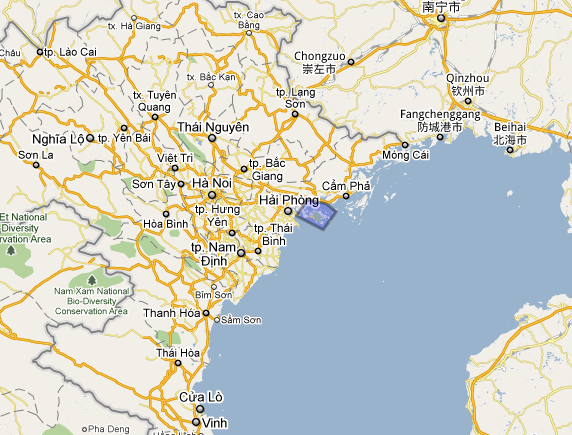 tx. Hà Giang
tx. Cao
Bằng
南宁市
Châu
tp. Lào Cai
Chongzuo
崇左市
tx. Bắc Kạn
Qinzhou
钦州市
tx. Tuyên
Quang
tp. Lạng
Sơn
Fangchenggang
防城港市
Beihai
北海市
Nghĩa Lộ
tp. Yên Bái
Thái Nguyên
Móng Cái
Sơn La
Việt Trì
tp. Bắc
Giang
Sơn Tây
Hà Nội
Cẩm Phả
Hải Phòng
Et National
Diversity
servation Area
Hòa Bình
tp. Hưng
Yên
tp. Thái
Bình
tp. Nam
Định
Nam Xam National
Bio-Diversity
Conservation Area
Bỉm Sơn
Thanh Hóa
Sầm Sơn
Thái Hòa
Cửa Lò
Pha Deng
Vinh